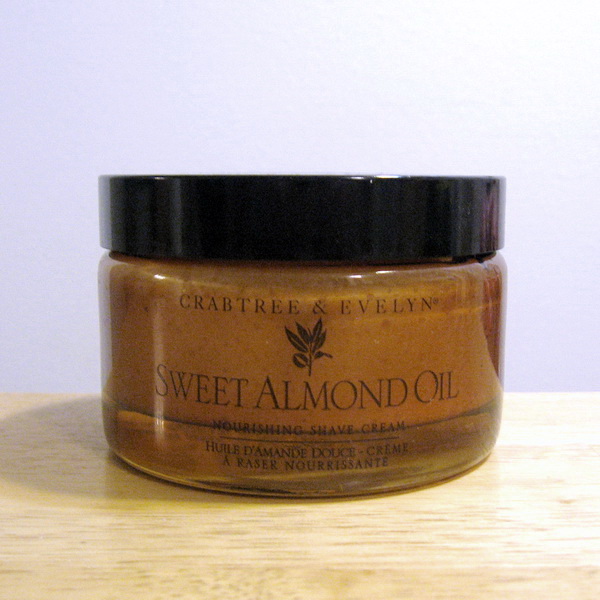 CRABTREE & EVELYN®
SWEET ALMOND OIL
NOURISHING SHAVE CREAM
HUILE D'AMANDE DOUCE - CRÈME
À RASER NOURRISSANTE